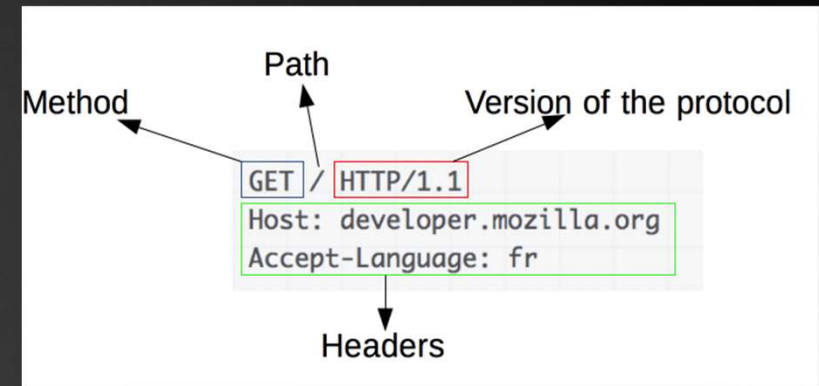 Path
Method
Version of the protocol
GET / HTTP/1.1
Host: developer.mozilla.org
Accept-Language: fr
Headers